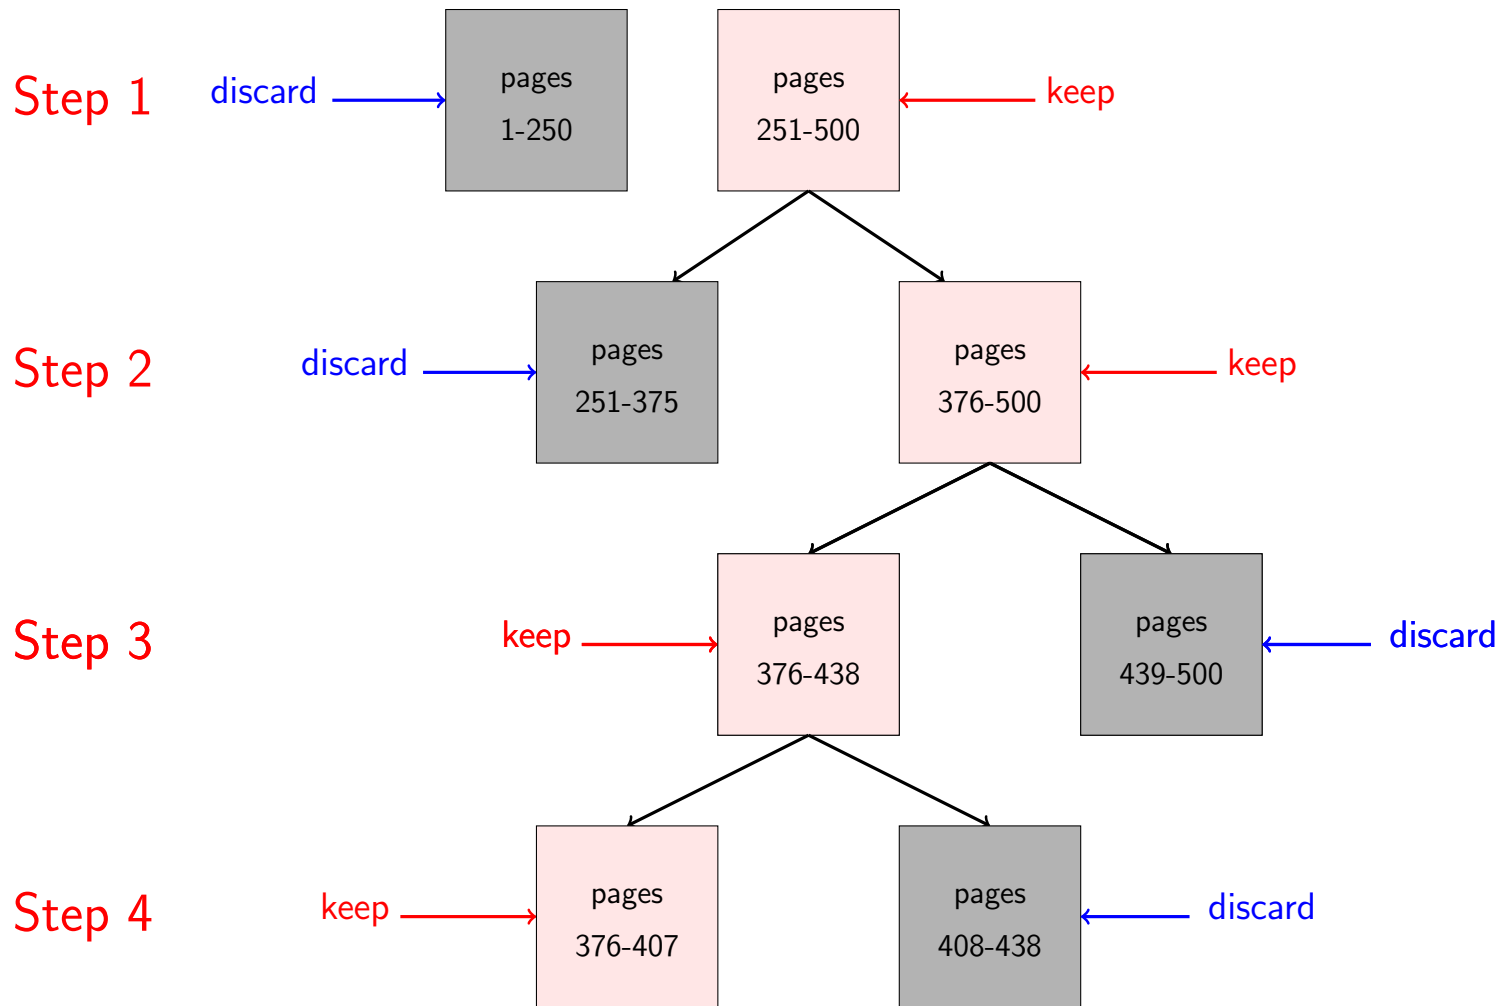 Step 1
discard
pages
1-250
pages
251-500
keep
Step 2
discard
pages
251-375
pages
376-500
keep
Step 3
keep
pages
376-438
pages
439-500
discard
Step 4
keep
pages
376-407
pages
408-438
discard